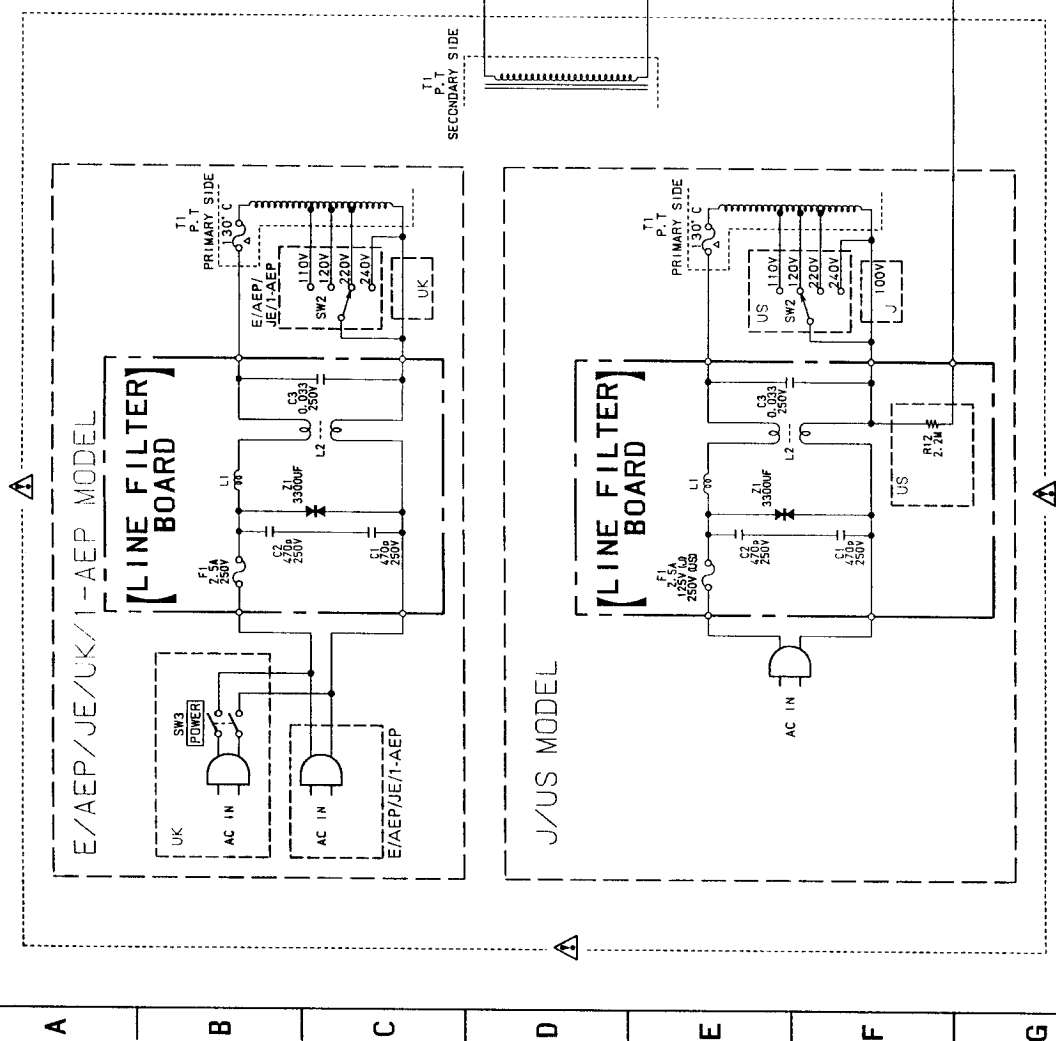 E/AEP/JE/UK/1-AEP MODEL
UK
AC IN
SW3
POWER
AC IN
E/AEP/JE/1-AEP
【LINE FILTER】
BOARD
F1
2.5A
250V
C2
470p
250V
C1
470p
250V
L1
Z1
3300UF
L2
C3
0.033
250V
T1
P.T
PRIMARY SIDE
130°C
E/AEP/
JE/1-AEP
SW2
110V
120V
220V
240V
UK
T1
P.T
SECONDARY SIDE
J/US MODEL
AC IN
【LINE FILTER】
BOARD
F1
2.5A
125V (J)
250V (US)
C2
470p
250V
C1
470p
250V
L1
Z1
3300UF
L2
C3
0.033
250V
US
R12
2.2M
T1
P.T
PRIMARY SIDE
130°C
US
SW2
110V
120V
220V
240V
100V
J
A
B
C
D
E
F
G